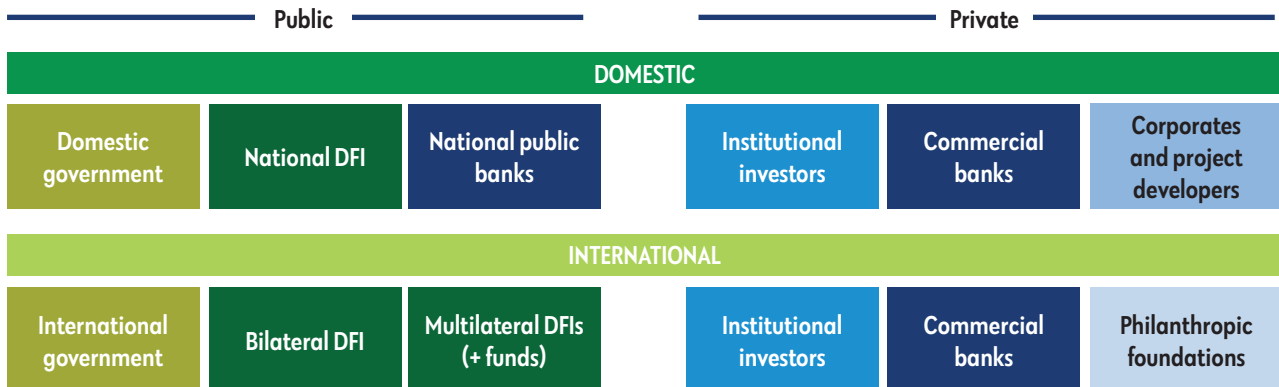 Public
Private
DOMESTIC
Domestic
government
National DFI
National public
banks
Institutional
investors
Commercial
banks
Corporates
and project
developers
INTERNATIONAL
International
government
Bilateral DFI
Multilateral DFIs
(+ funds)
Institutional
investors
Commercial
banks
Philanthropic
foundations